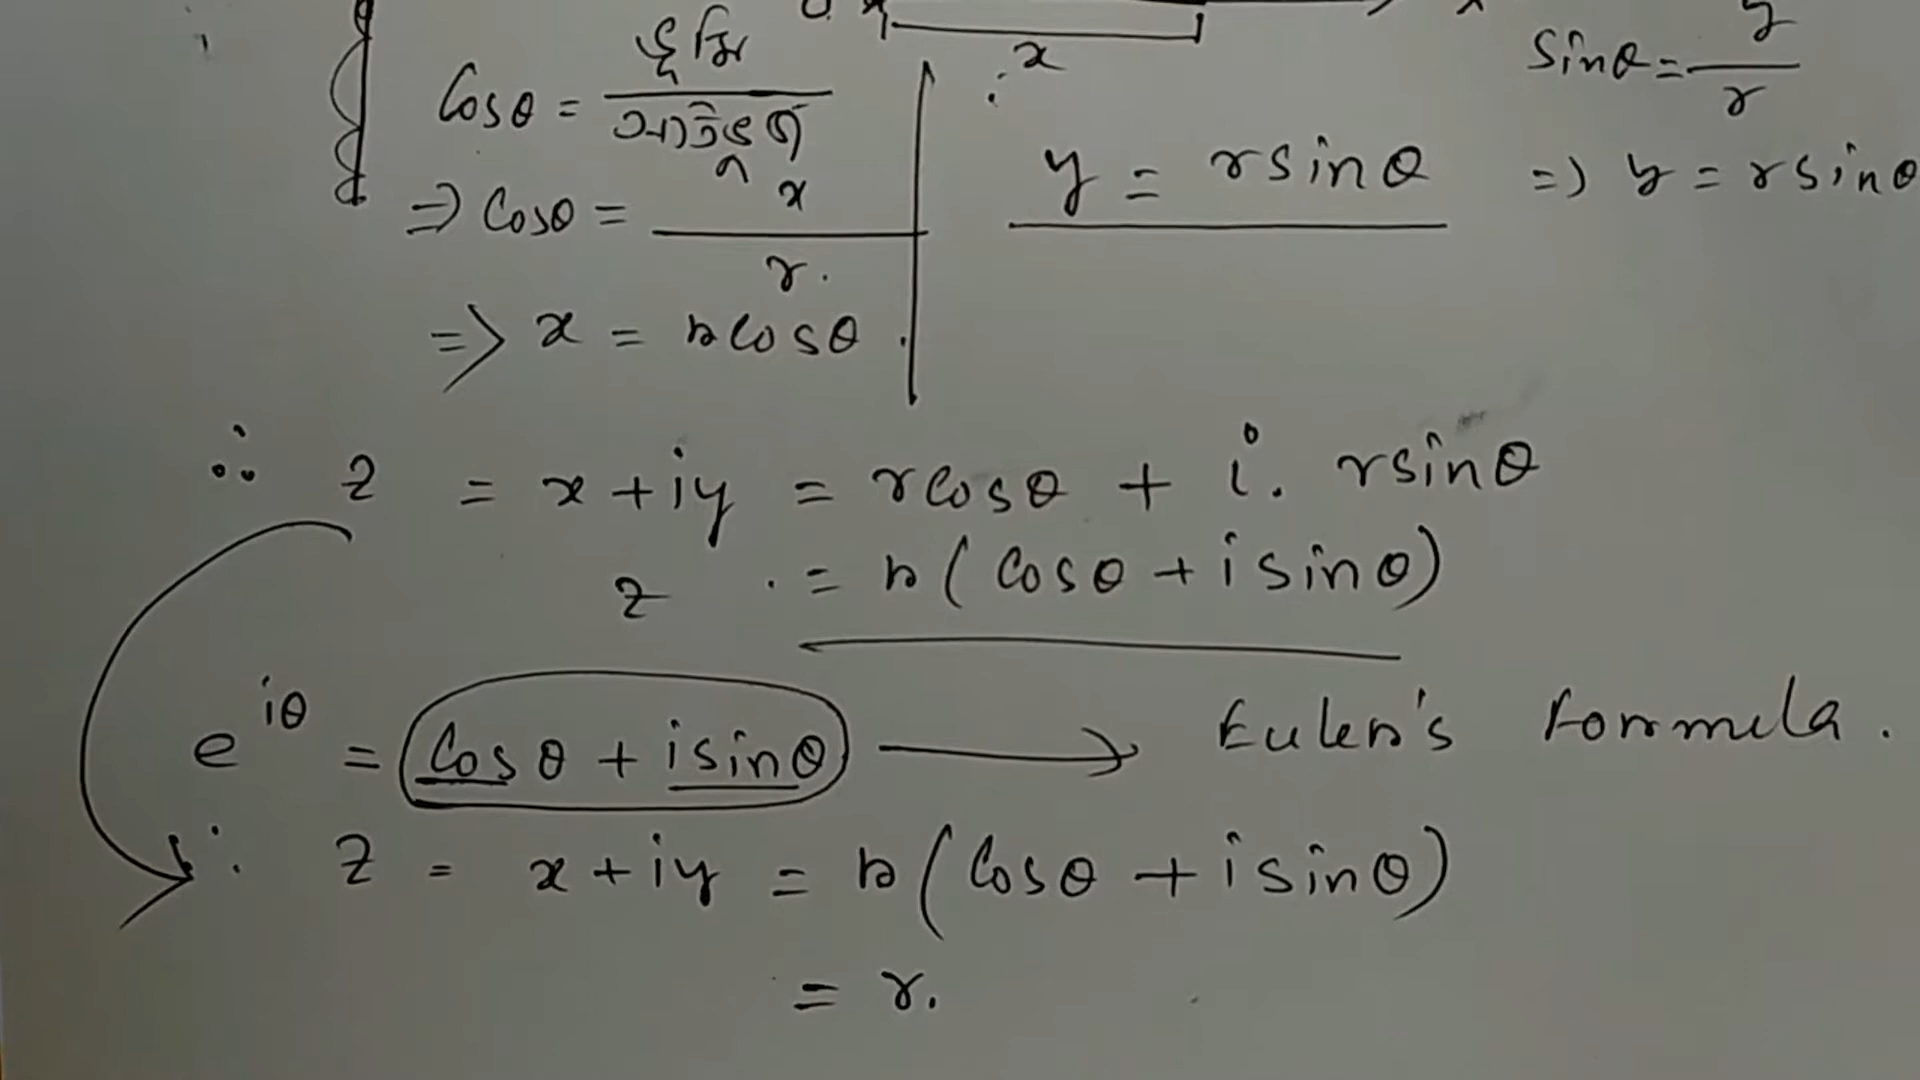 x
Cosθ = ভূমি / অতিভুজ
Sinθ = y / r
y = rsinθ
=> y = rsinθ
=> Cosθ = x / r.
=> x = rcosθ
∴ z = x + iy = rcosθ + i. rsinθ
z = r(Cosθ + isinθ)
e^iθ = Cosθ + isinθ → Euler's Formula.
∴ z = x + iy = r(Cosθ + isinθ)
= r.